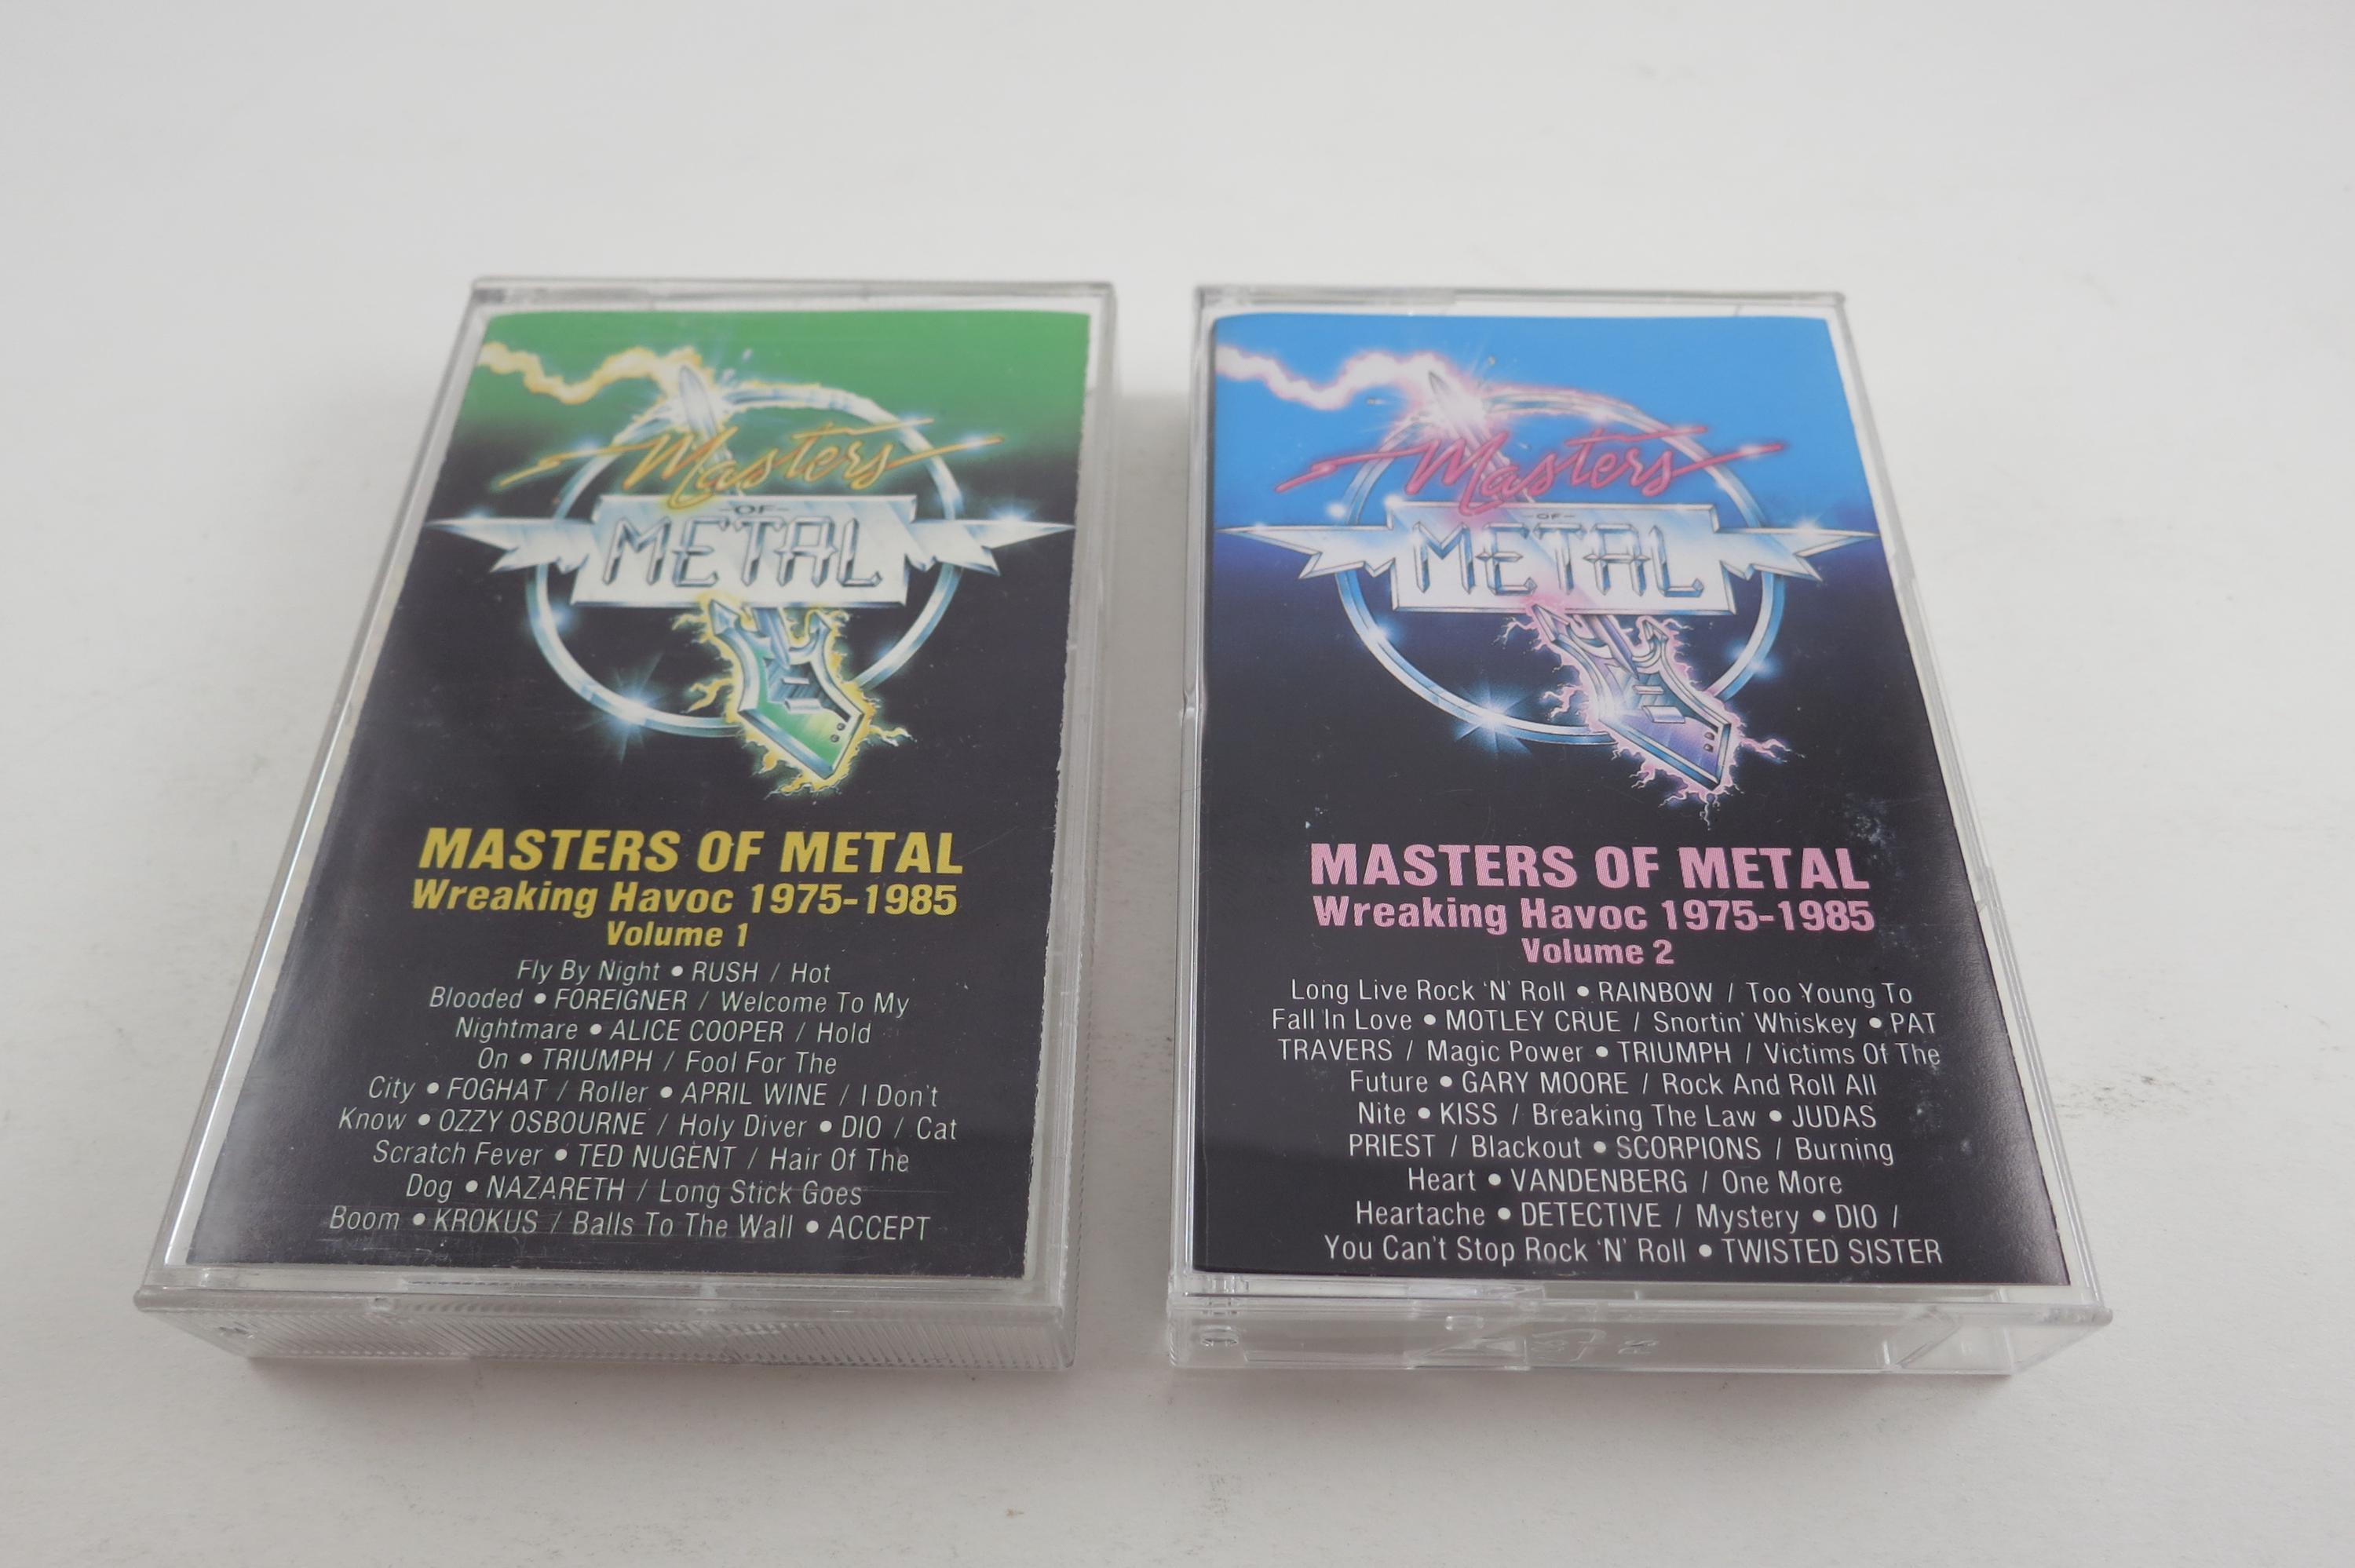 Masters
-OF-
METAL
MASTERS OF METAL
Wreaking Havoc 1975-1985
Volume 1
Fly By Night • RUSH / Hot
Blooded • FOREIGNER / Welcome To My
Nightmare • ALICE COOPER / Hold
On • TRIUMPH / Fool For The
City • FOGHAT / Roller • APRIL WINE / I Don't
Know • OZZY OSBOURNE / Holy Diver • DIO / Cat
Scratch Fever • TED NUGENT / Hair Of The
Dog • NAZARETH / Long Stick Goes
Boom • KROKUS / Balls To The Wall • ACCEPT
Masters
-OF-
METAL
MASTERS OF METAL
Wreaking Havoc 1975-1985
Volume 2
Long Live Rock 'N' Roll • RAINBOW / Too Young To
Fall In Love • MOTLEY CRUE / Snortin' Whiskey • PAT
TRAVERS / Magic Power • TRIUMPH / Victims Of The
Future • GARY MOORE / Rock And Roll All
Nite • KISS / Breaking The Law • JUDAS
PRIEST / Blackout • SCORPIONS / Burning
Heart • VANDENBERG / One More
Heartache • DETECTIVE / Mystery • DIO /
You Can't Stop Rock 'N' Roll • TWISTED SISTER